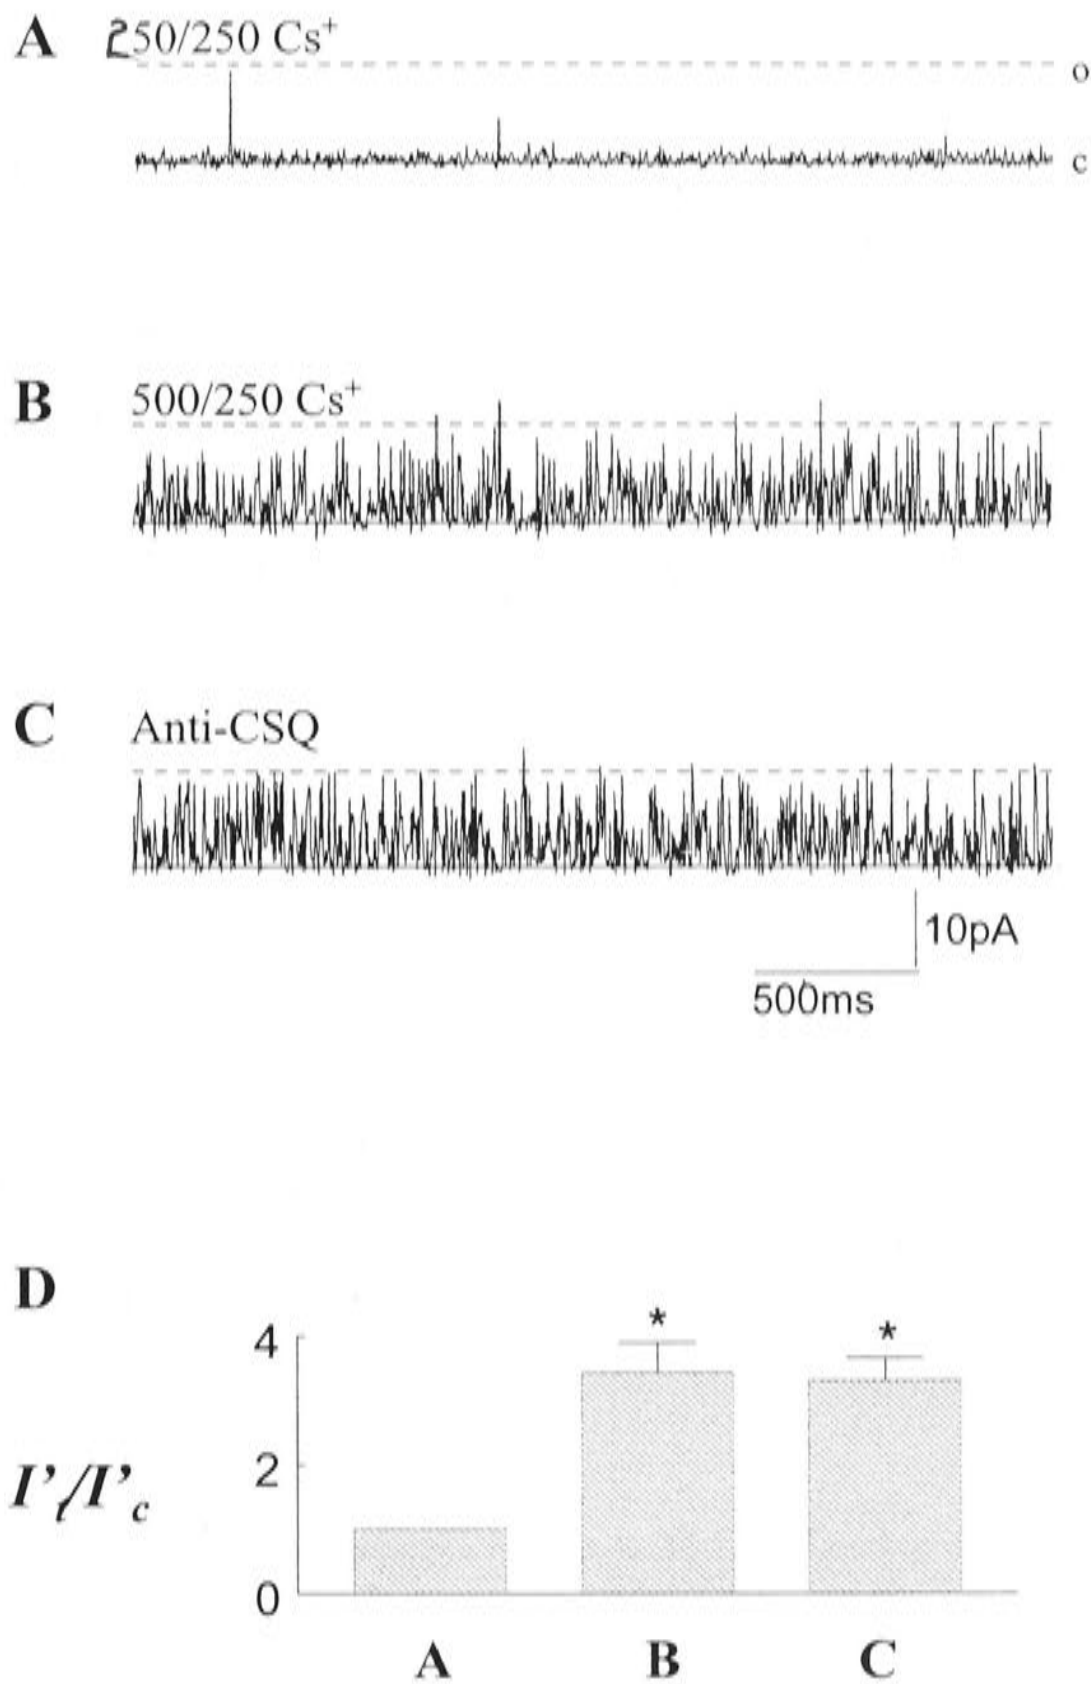 A 250/250 Cs⁺
o
c
B 500/250 Cs⁺
C Anti-CSQ
10pA
500ms
D
* *
4
2
0
I'ₜ/I'c
A B C